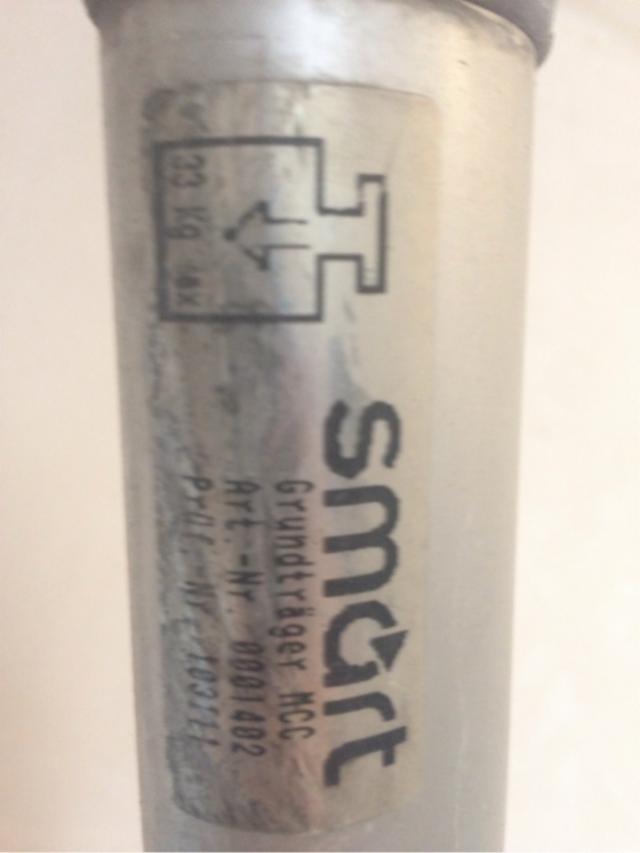 33 Kg max
smart
Grundträger MCC
Art.-Nr. 0001402